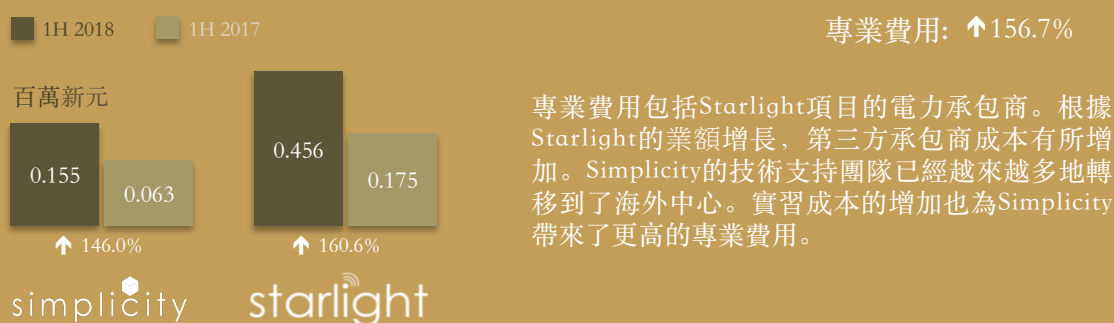 1H 2018
1H 2017
專業費用: 156.7%
百萬新元
0.155
0.063
146.0%
simplicity
0.456
0.175
160.6%
starlight
專業費用包括Starlight項目的電力承包商。根據
Starlight的業額增長，第三方承包商成本有所增
加。Simplicity的技術支持團隊已經越來越多地轉
移到了海外中心。實習成本的增加也為Simplicity
帶來了更高的專業費用。